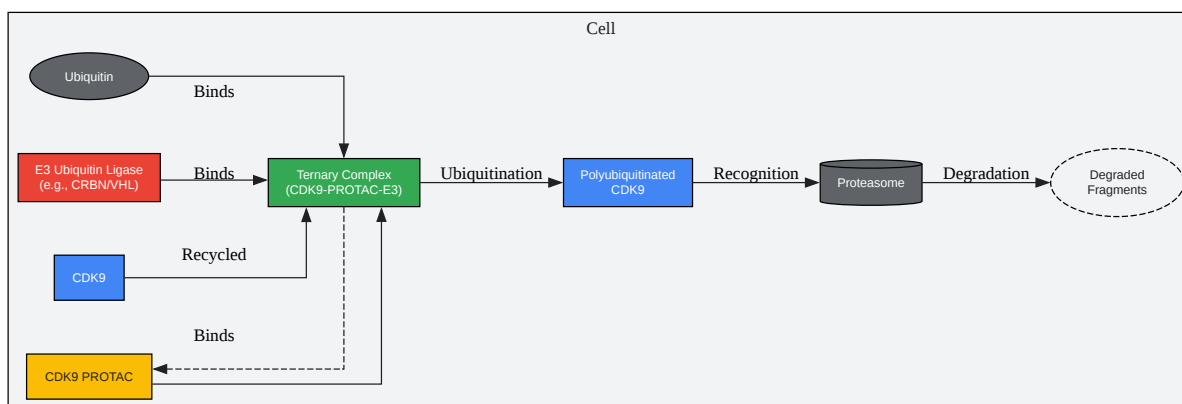 Cell
Ubiquitin
Binds
E3 Ubiquitin Ligase
(e.g., CRBN/VHL)
Binds
Ternary Complex
(CDK9-PROTAC-E3)
Ubiquitination
Polyubiquitinated
CDK9
Recognition
Proteasome
Degradation
Degraded
Fragments
Recycled
CDK9
Binds
CDK9 PROTAC